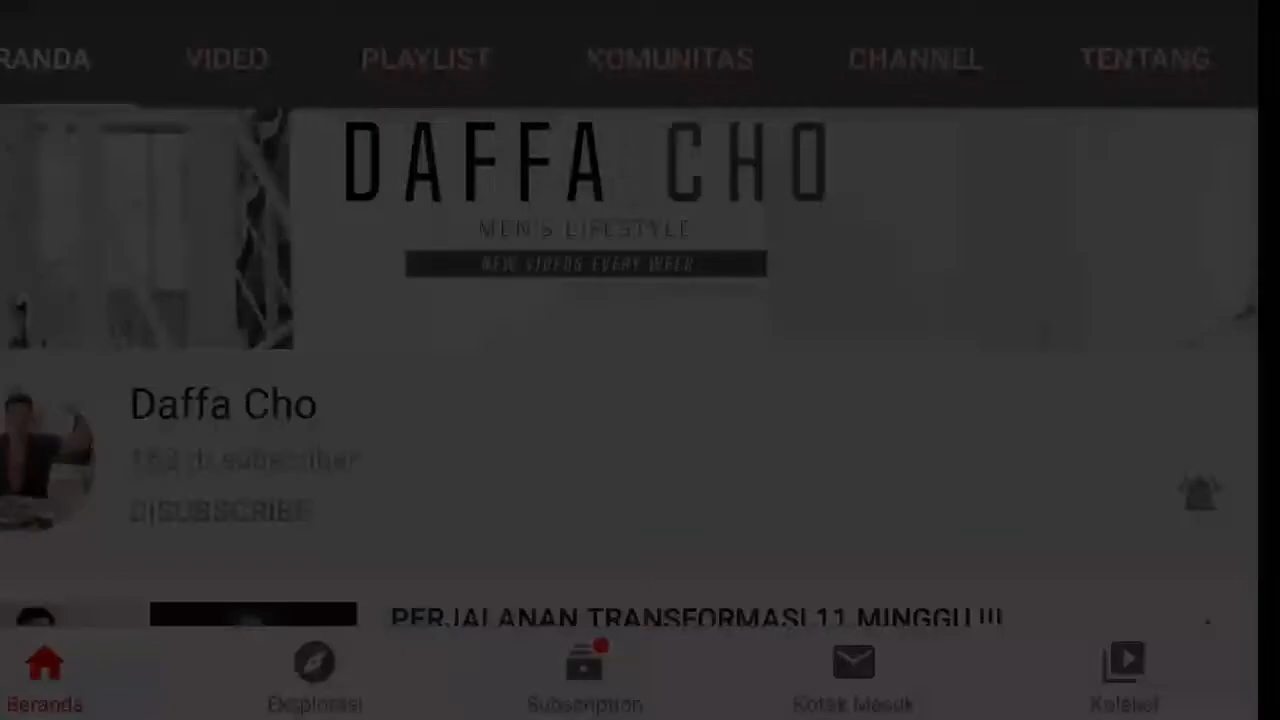 RANDA VIDEO PLAYLIST KOMUNITAS CHANNEL TENTANG
DAFFA CHO
MEN'S LIFESTYLE
NEW VIDEOS EVERY WEEK
Daffa Cho
subscriber
DISUBSCRIBE
PERJALANAN TRANSFORMASI 11 MINGGU !!!
Beranda Eksplorasi Subscription Kotak Masuk Koleksi